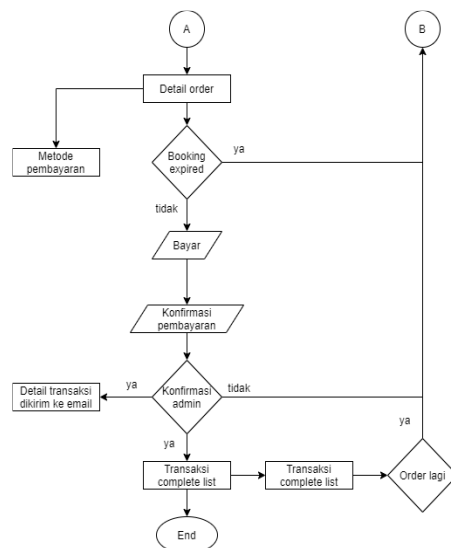 A
B
Detail order
Metode
pembayaran
Booking
expired
ya
tidak
Bayar
Konfirmasi
pembayaran
Detail transaksi
dikirim ke email
ya
Konfirmasi
admin
tidak
ya
ya
Transaksi
complete list
Transaksi
complete list
Order lagi
End